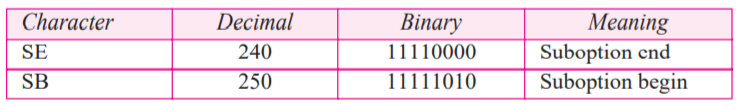 Character Decimal Binary Meaning
SE 240 11110000 Suboption cnd
SB 250 11111010 Suboption begin